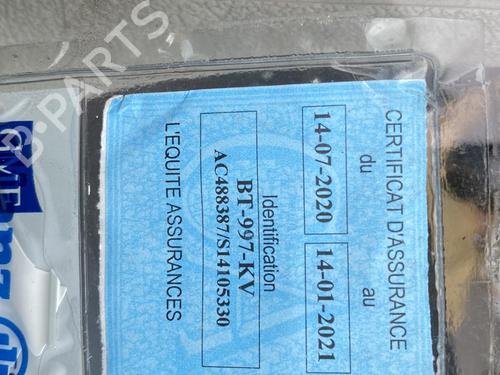 CERTIFICAT D'ASSURANCE
du au
14-07-2020 14-01-2021
Identification
BT-997-KV
AC488387/S14105330
L'EQUITE ASSURANCES
PARTS